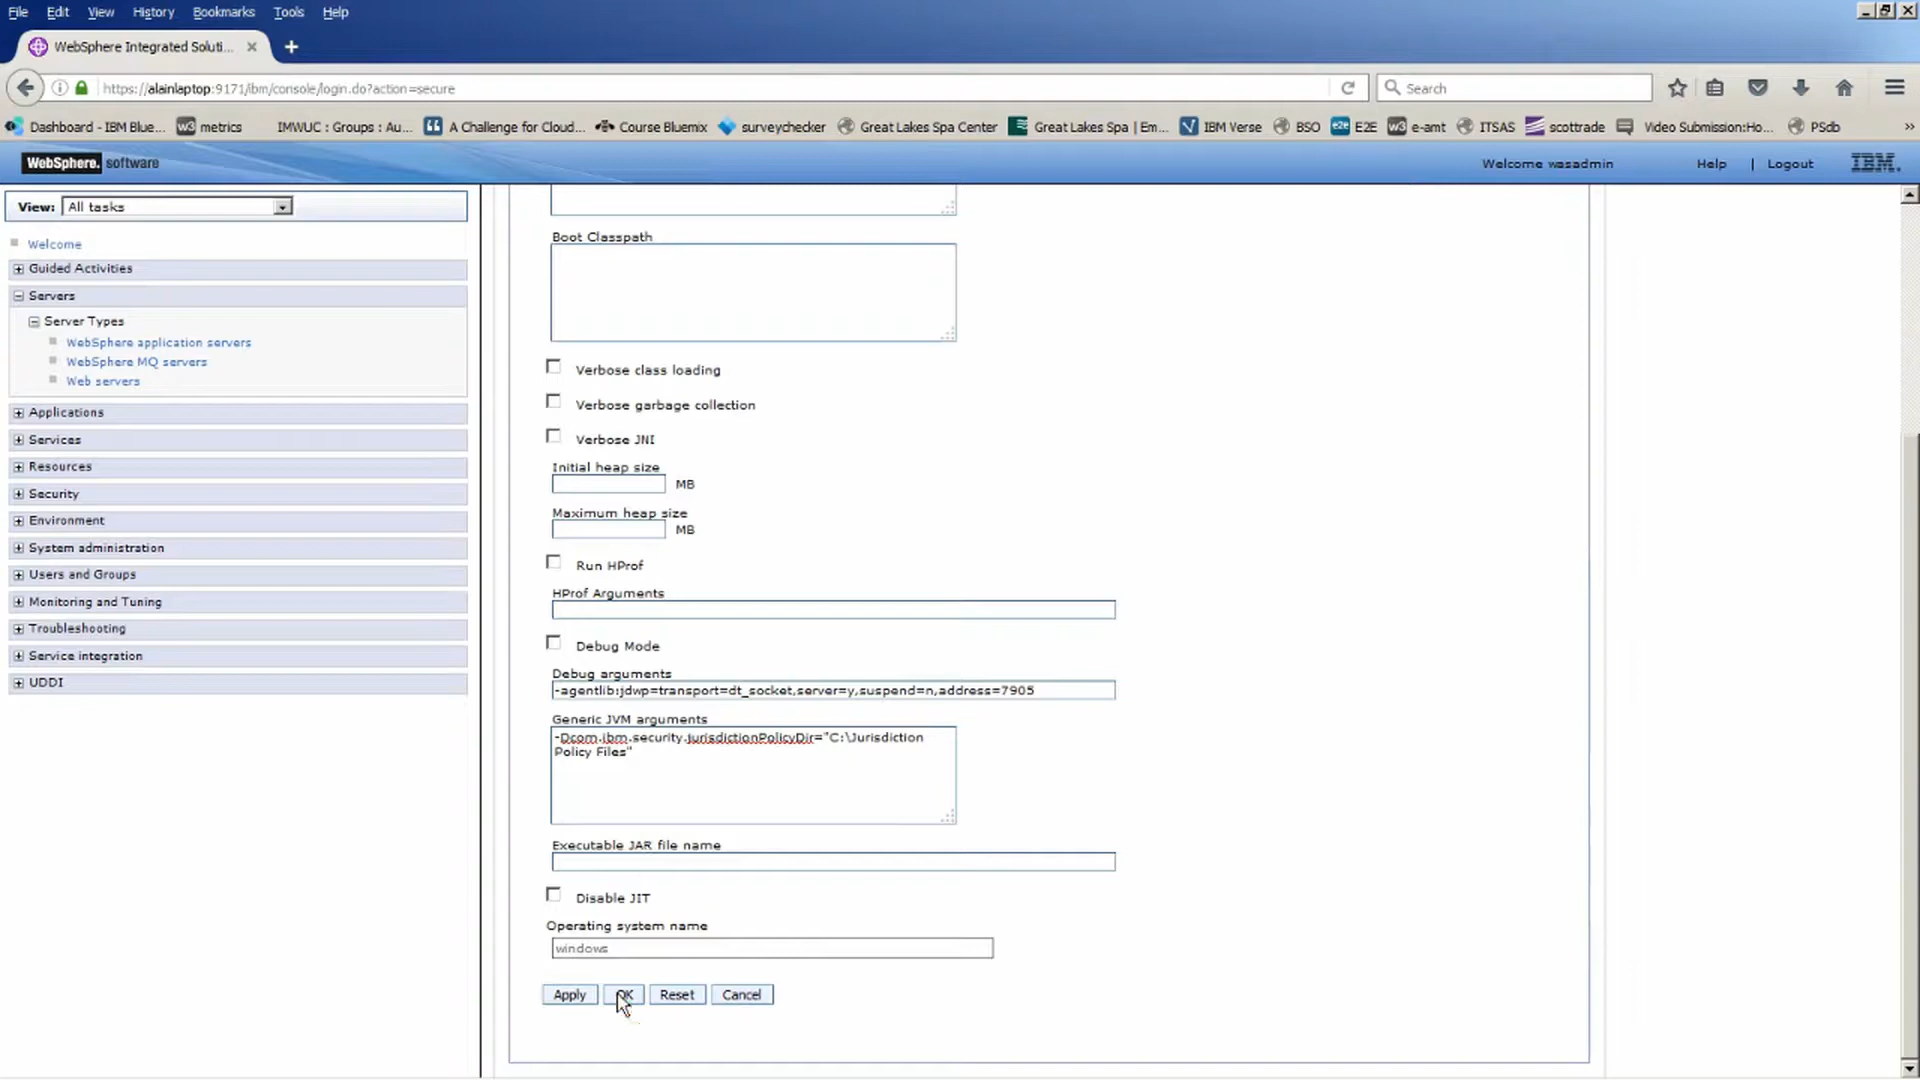 File Edit View History Bookmarks Tools Help
WebSphere Integrated Soluti...
https://alainlaptop:9171/ibm/console/login.do?action=secure
Search
Dashboard - IBM Blue... w3 metrics IMWUC : Groups : Au... A Challenge for Cloud... Course Bluemix surveychecker Great Lakes Spa Center Great Lakes Spa | Em... IBM Verse BSO e2e E2E w3 e-amt ITSAS scottrade Video Submission:Ho... PSdb »
WebSphere. software Welcome wasadmin Help | Logout IBM.
View: All tasks
Welcome
Guided Activities
Servers
Server Types
WebSphere application servers
WebSphere MQ servers
Web servers
Applications
Services
Resources
Security
Environment
System administration
Users and Groups
Monitoring and Tuning
Troubleshooting
Service integration
UDDI
Boot Classpath
Verbose class loading
Verbose garbage collection
Verbose JNI
Initial heap size
MB
Maximum heap size
MB
Run HProf
HProf Arguments
Debug Mode
Debug arguments
-agentlib:jdwp=transport=dt_socket,server=y,suspend=n,address=7905
Generic JVM arguments
-Dcom.ibm.security.jurisdictionPolicyDir="C:\Jurisdiction
Policy Files"
Executable JAR file name
Disable JIT
Operating system name
windows
Apply OK Reset Cancel